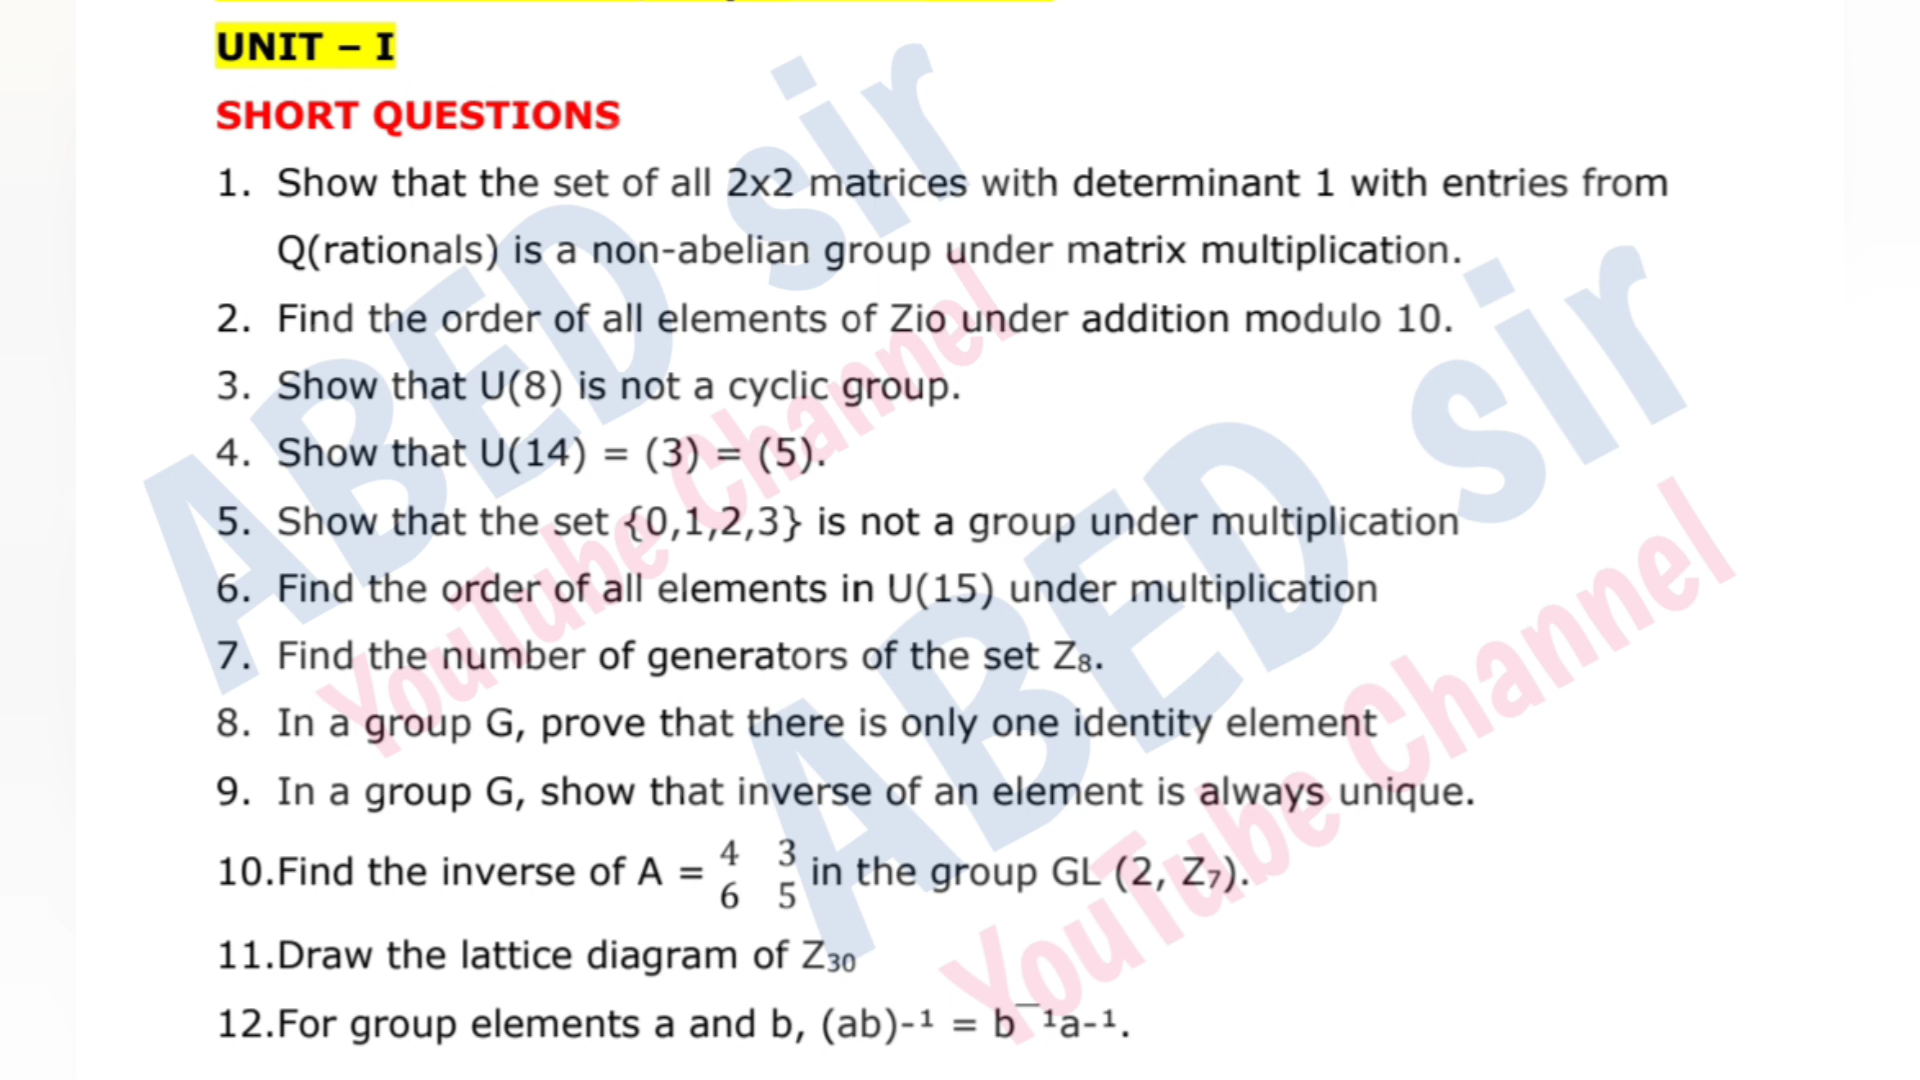 UNIT – I
SHORT QUESTIONS
1. Show that the set of all 2x2 matrices with determinant 1 with entries from
Q(rationals) is a non-abelian group under matrix multiplication.
2. Find the order of all elements of Zio under addition modulo 10.
3. Show that U(8) is not a cyclic group.
4. Show that U(14) = (3) = (5).
5. Show that the set {0,1,2,3} is not a group under multiplication
6. Find the order of all elements in U(15) under multiplication
7. Find the number of generators of the set Z₈.
8. In a group G, prove that there is only one identity element
9. In a group G, show that inverse of an element is always unique.
10.Find the inverse of A = 4 3 in the group GL (2, Z₇).
6 5
11.Draw the lattice diagram of Z₃₀
12.For group elements a and b, (ab)-¹ = b¯¹a-¹.
ABED sir
YouTube Channel
ABED sir
YouTube Channel